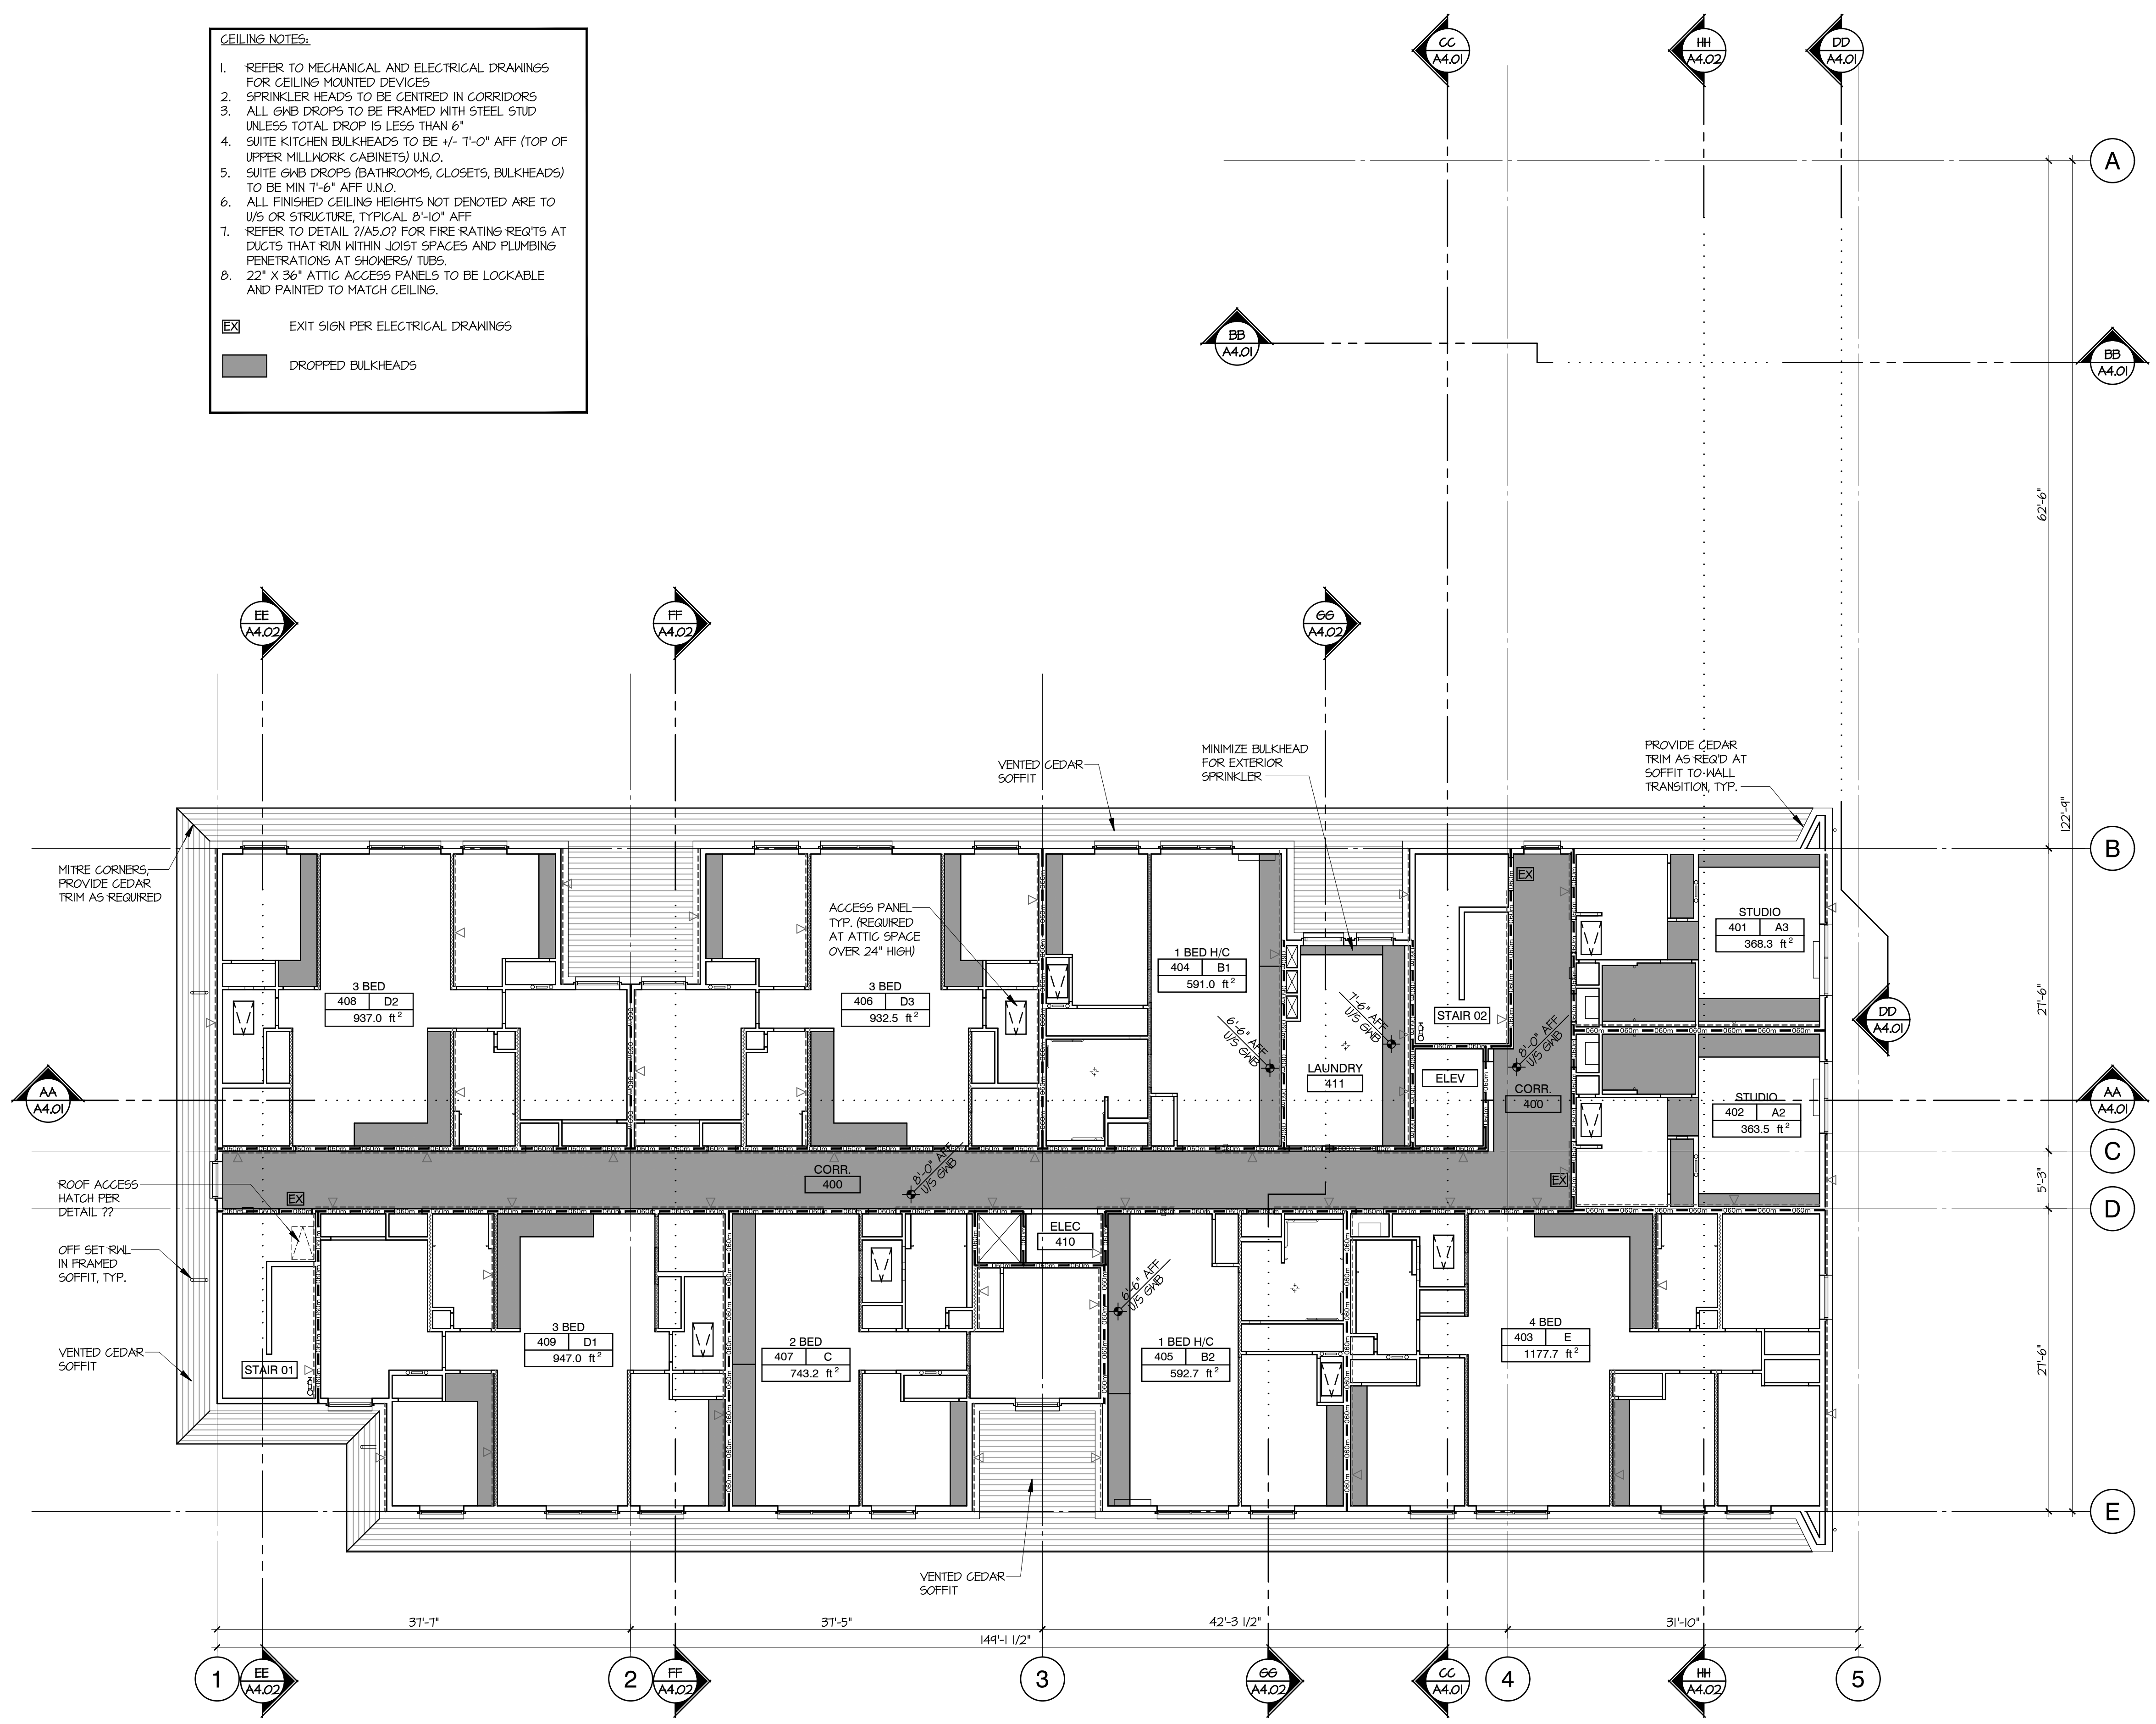 CEILING NOTES:
1. REFER TO MECHANICAL AND ELECTRICAL DRAWINGS
FOR CEILING MOUNTED DEVICES
2. SPRINKLER HEADS TO BE CENTRED IN CORRIDORS
3. ALL GWB DROPS TO BE FRAMED WITH STEEL STUD
UNLESS TOTAL DROP IS LESS THAN 6"
4. SUITE KITCHEN BULKHEADS TO BE +/- 7'-0" AFF (TOP OF
UPPER MILLWORK CABINETS) U.N.O.
5. SUITE GWB DROPS (BATHROOMS, CLOSETS, BULKHEADS)
TO BE MIN 7'-6" AFF U.N.O.
6. ALL FINISHED CEILING HEIGHTS NOT DENOTED ARE TO
U/S OR STRUCTURE, TYPICAL 8'-10" AFF
7. REFER TO DETAIL ?/A5.0? FOR FIRE RATING REQ'TS AT
DUCTS THAT RUN WITHIN JOIST SPACES AND PLUMBING
PENETRATIONS AT SHOWERS/ TUBS.
8. 22" X 36" ATTIC ACCESS PANELS TO BE LOCKABLE
AND PAINTED TO MATCH CEILING.
EX EXIT SIGN PER ELECTRICAL DRAWINGS
DROPPED BULKHEADS
CC
A4.01
HH
A4.02
DD
A4.01
A
BB
A4.01
BB
A4.01
62'-6"
122'-9"
EE
A4.02
FF
A4.02
GG
A4.02
VENTED CEDAR
SOFFIT
MINIMIZE BULKHEAD
FOR EXTERIOR
SPRINKLER
PROVIDE CEDAR
TRIM AS REQ'D AT
SOFFIT TO WALL
TRANSITION, TYP.
B
MITRE CORNERS,
PROVIDE CEDAR
TRIM AS REQUIRED
ACCESS PANEL
TYP. (REQUIRED
AT ATTIC SPACE
OVER 24" HIGH)
EX
STUDIO
401 A3
368.3 ft²
1 BED H/C
404 B1
591.0 ft²
3 BED
408 D2
937.0 ft²
3 BED
406 D3
932.5 ft²
STAIR 02
DD
A4.01
27'-6"
6'-6" AFF
U/S GWB
7'-6" AFF
U/S GWB
8'-0" AFF
U/S GWB
LAUNDRY
411
ELEV
CORR.
400
STUDIO
402 A2
363.5 ft²
AA
A4.01
AA
A4.01
C
5'-3"
D
CORR.
400
8'-0" AFF
U/S GWB
EX
EX
ROOF ACCESS
HATCH PER
DETAIL ??
OFF SET RWL
IN FRAMED
SOFFIT, TYP.
VENTED CEDAR
SOFFIT
ELEC
410
6'-6" AFF
U/S GWB
STAIR 01
3 BED
409 D1
947.0 ft²
2 BED
407 C
743.2 ft²
1 BED H/C
405 B2
592.7 ft²
4 BED
403 E
1177.7 ft²
27'-6"
E
VENTED CEDAR
SOFFIT
37'-7"
37'-5"
42'-3 1/2"
31'-10"
149'-1 1/2"
1
EE
A4.02
2
FF
A4.02
3
GG
A4.02
CC
A4.01
4
HH
A4.02
5